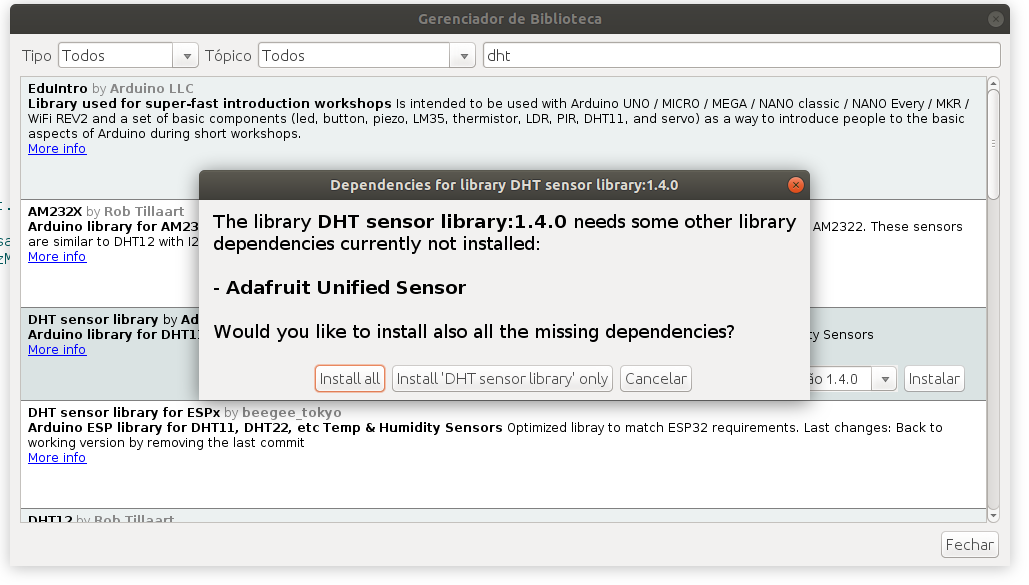 Gerenciador de Biblioteca
Tipo Todos Tópico Todos dht
EduIntro by Arduino LLC
Library used for super-fast introduction workshops Is intended to be used with Arduino UNO / MICRO / MEGA / NANO classic / NANO Every / MKR /
WiFi REV2 and a set of basic components (led, button, piezo, LM35, thermistor, LDR, PIR, DHT11, and servo) as a way to introduce people to the basic
aspects of Arduino during short workshops.
More info
AM232X by Rob Tillaart
Arduino library for AM23
AM2322. These sensors
are similar to DHT12 with I2
More info
Dependencies for library DHT sensor library:1.4.0
The library DHT sensor library:1.4.0 needs some other library
dependencies currently not installed:
- Adafruit Unified Sensor
Would you like to install also all the missing dependencies?
Install all Install 'DHT sensor library' only Cancelar
DHT sensor library by Ad
Arduino library for DHT1
ty Sensors
More info
ão 1.4.0 Instalar
DHT sensor library for ESPx by beegee_tokyo
Arduino ESP library for DHT11, DHT22, etc Temp & Humidity Sensors Optimized libray to match ESP32 requirements. Last changes: Back to
working version by removing the last commit
More info
DHT12 by Rob Tillaart
Fechar